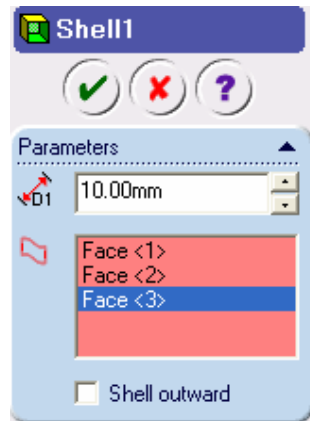 Shell1
?
Parameters
D1
10.00mm
Face <1>
Face <2>
Face <3>
Shell outward